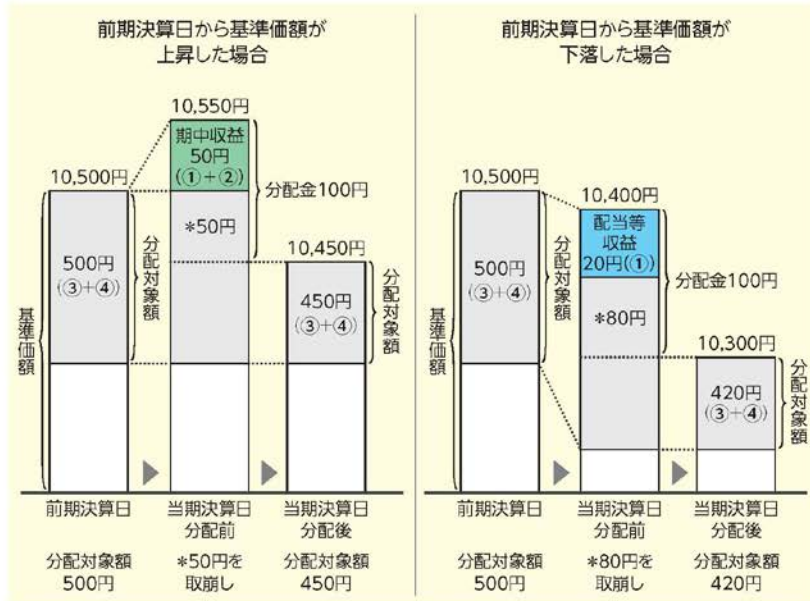 前期決算日から基準価額が
上昇した場合
10,550円
期中収益
50円
(①+②)
10,500円
分配金100円
*50円
10,450円
500円
(③+④)
分配対象額
450円
(③+④)
分配対象額
基準価額
前期決算日
当期決算日
分配前
当期決算日
分配後
分配対象額
500円
*50円を
取崩し
分配対象額
450円
前期決算日から基準価額が
下落した場合
10,500円
10,400円
配当等
収益
20円(①)
分配金100円
*80円
500円
(③+④)
分配対象額
10,300円
420円
(③+④)
分配対象額
基準価額
前期決算日
当期決算日
分配前
当期決算日
分配後
分配対象額
500円
*80円を
取崩し
分配対象額
420円